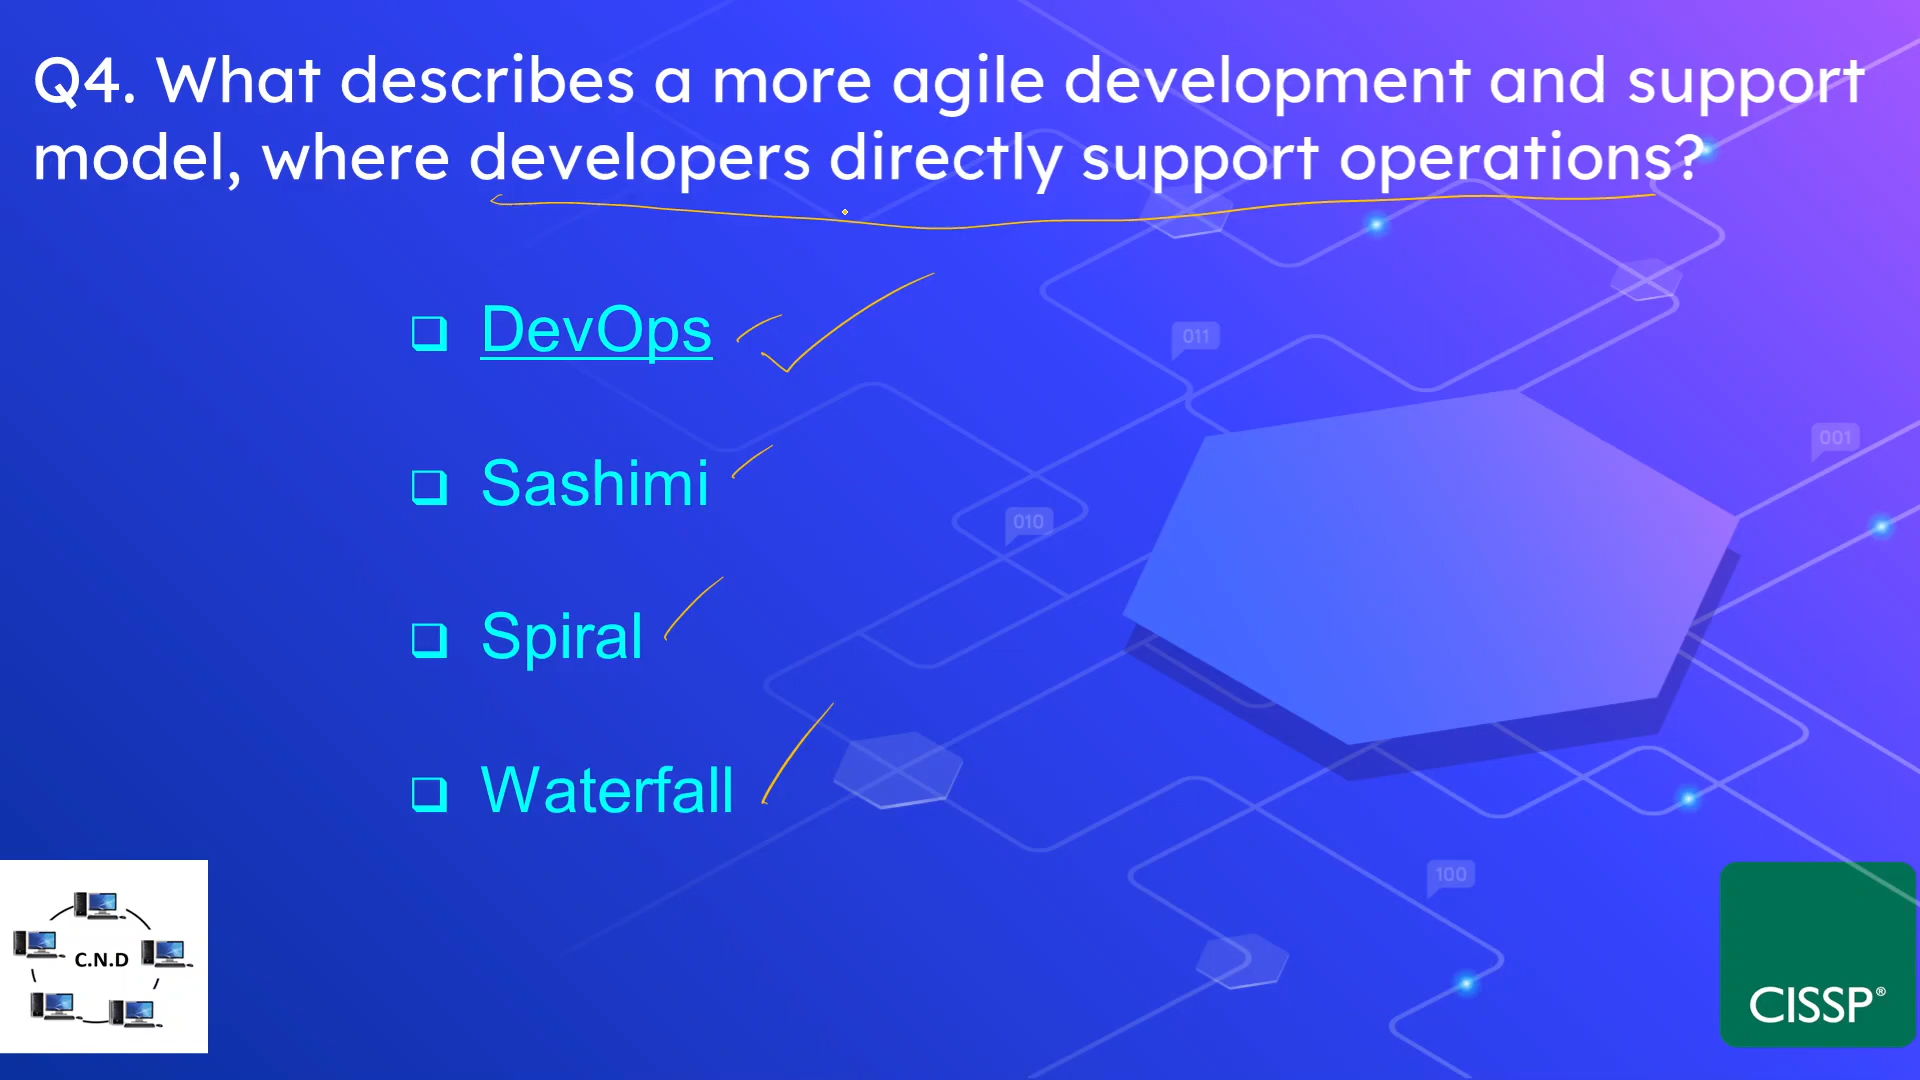 Q4. What describes a more agile development and support
model, where developers directly support operations?
❑ DevOps
❑ Sashimi
❑ Spiral
❑ Waterfall
011
001
010
100
C.N.D
CISSP®